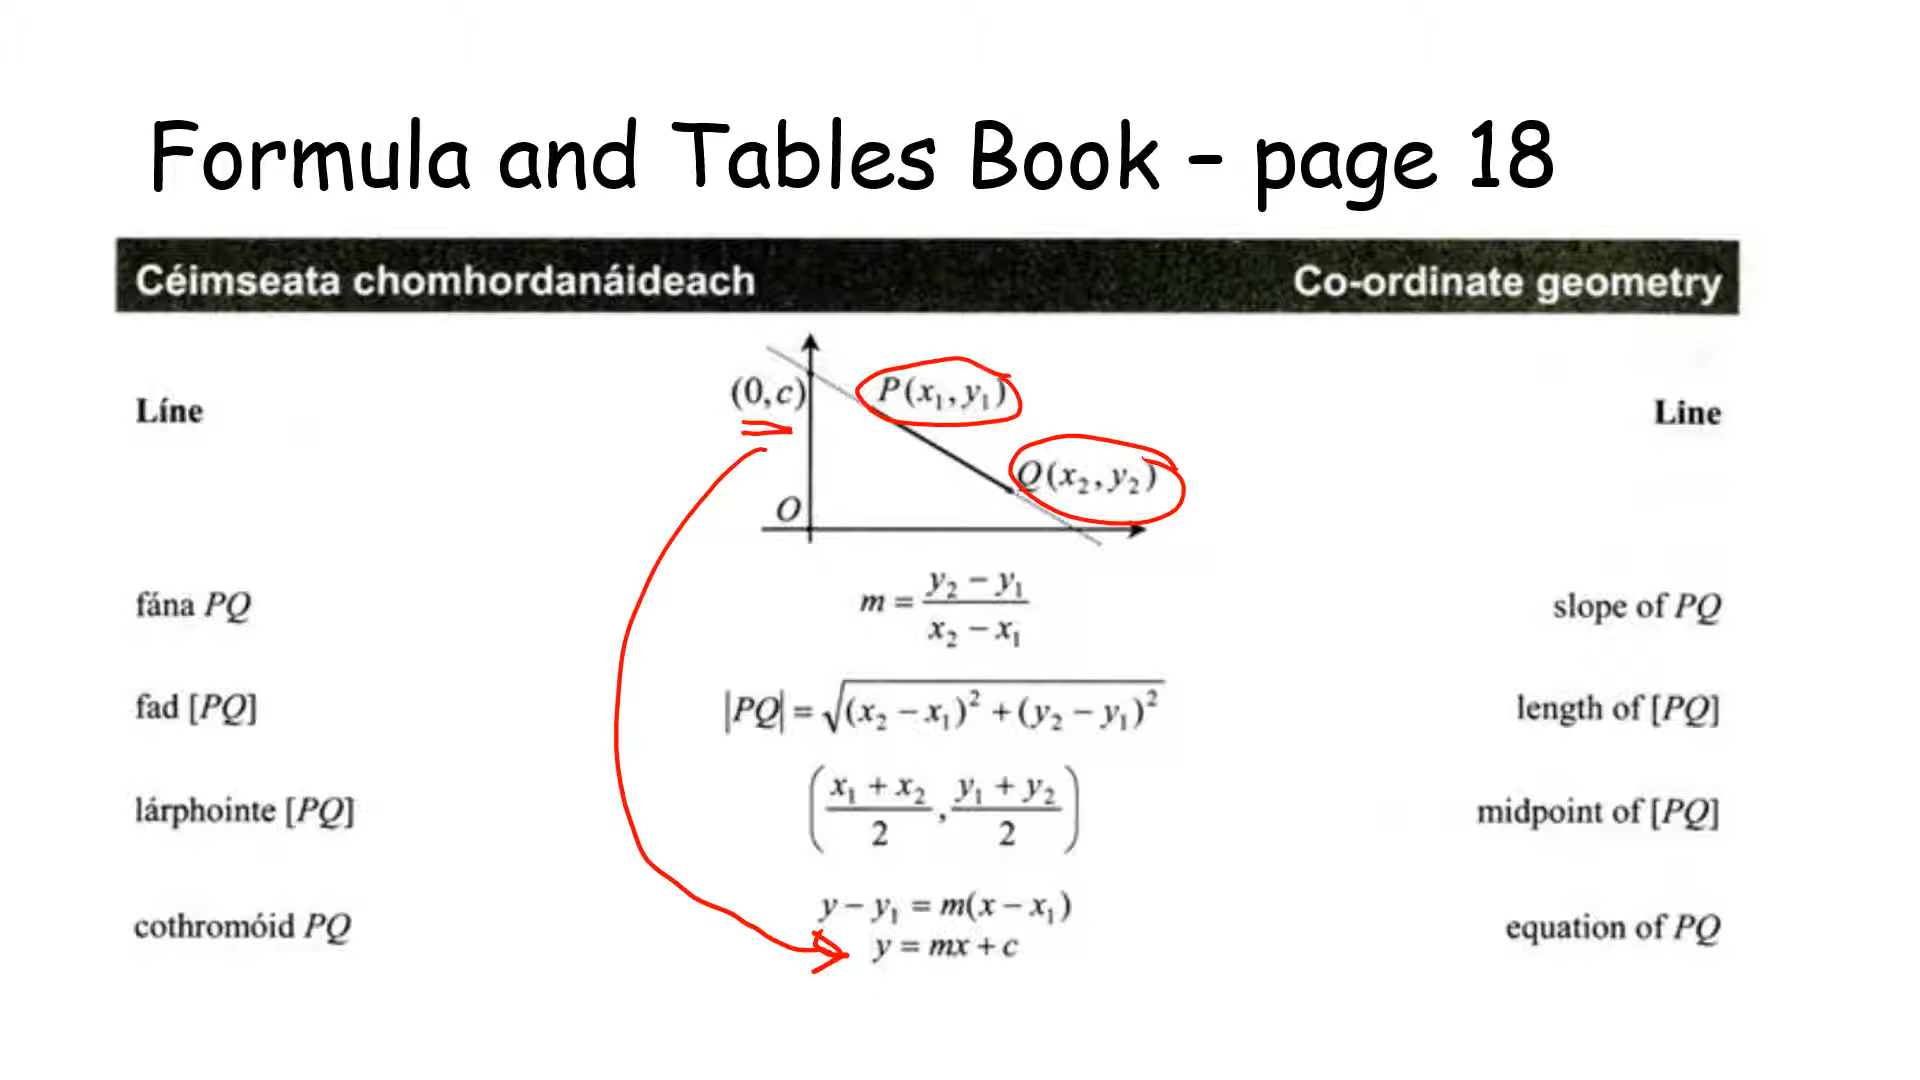 Formula and Tables Book – page 18
Céimseata chomhordanáideach Co-ordinate geometry
(0, c) P(x₁, y₁)
Líne Line
Q(x₂, y₂)
O
fána PQ m = (y₂ − y₁)/(x₂ − x₁) slope of PQ
fad [PQ] |PQ| = √((x₂ − x₁)² + (y₂ − y₁)²) length of [PQ]
lárphointe [PQ] ((x₁ + x₂)/2, (y₁ + y₂)/2) midpoint of [PQ]
y − y₁ = m(x − x₁)
cothromóid PQ equation of PQ
y = mx + c